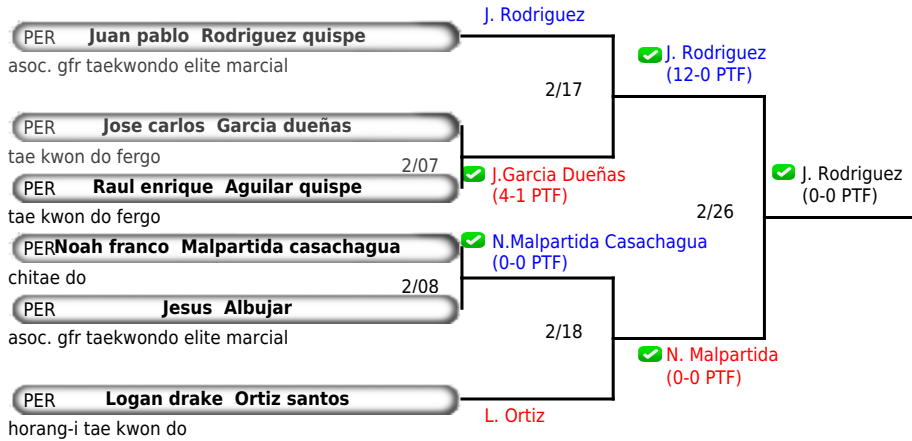 J. Rodriguez
PER Juan pablo Rodriguez quispe
asoc. gfr taekwondo elite marcial
J. Rodriguez
(12-0 PTF)
2/17
PER Jose carlos Garcia dueñas
tae kwon do fergo
2/07
J.Garcia Dueñas
(4-1 PTF)
PER Raul enrique Aguilar quispe
tae kwon do fergo
J. Rodriguez
(0-0 PTF)
2/26
PER Noah franco Malpartida casachagua
chitae do
N.Malpartida Casachagua
(0-0 PTF)
2/08
PER Jesus Albujar
asoc. gfr taekwondo elite marcial
2/18
N. Malpartida
(0-0 PTF)
PER Logan drake Ortiz santos
horang-i tae kwon do
L. Ortiz